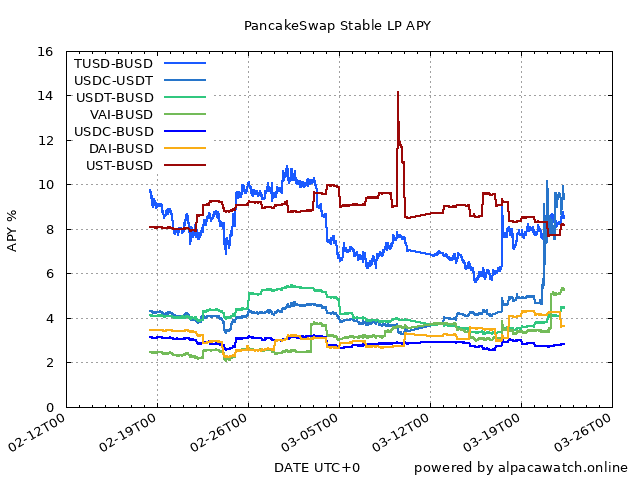 PancakeSwap Stable LP APY
16
14
12
10
8
6
4
2
0
APY %
TUSD-BUSD
USDC-USDT
USDT-BUSD
VAI-BUSD
USDC-BUSD
DAI-BUSD
UST-BUSD
02-12T00
02-19T00
02-26T00
03-05T00
03-12T00
03-19T00
03-26T00
DATE UTC+0
powered by alpacawatch.online